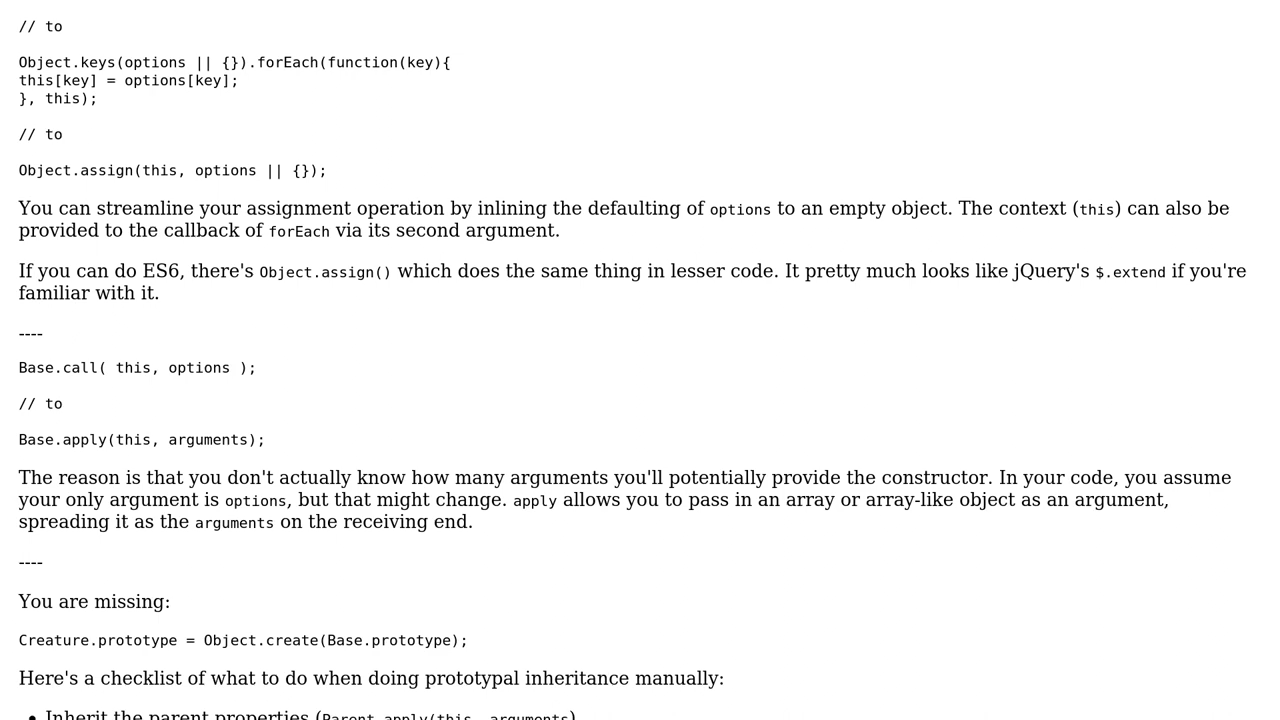 // to
Object.keys(options || {}).forEach(function(key){
this[key] = options[key];
}, this);
// to
Object.assign(this, options || {});
You can streamline your assignment operation by inlining the defaulting of options to an empty object. The context (this) can also be
provided to the callback of forEach via its second argument.
If you can do ES6, there's Object.assign() which does the same thing in lesser code. It pretty much looks like jQuery's $.extend if you're
familiar with it.
----
Base.call( this, options );
// to
Base.apply(this, arguments);
The reason is that you don't actually know how many arguments you'll potentially provide the constructor. In your code, you assume
your only argument is options, but that might change. apply allows you to pass in an array or array-like object as an argument,
spreading it as the arguments on the receiving end.
----
You are missing:
Creature.prototype = Object.create(Base.prototype);
Here's a checklist of what to do when doing prototypal inheritance manually:
• Inherit the parent properties (Parent.apply(this, arguments)